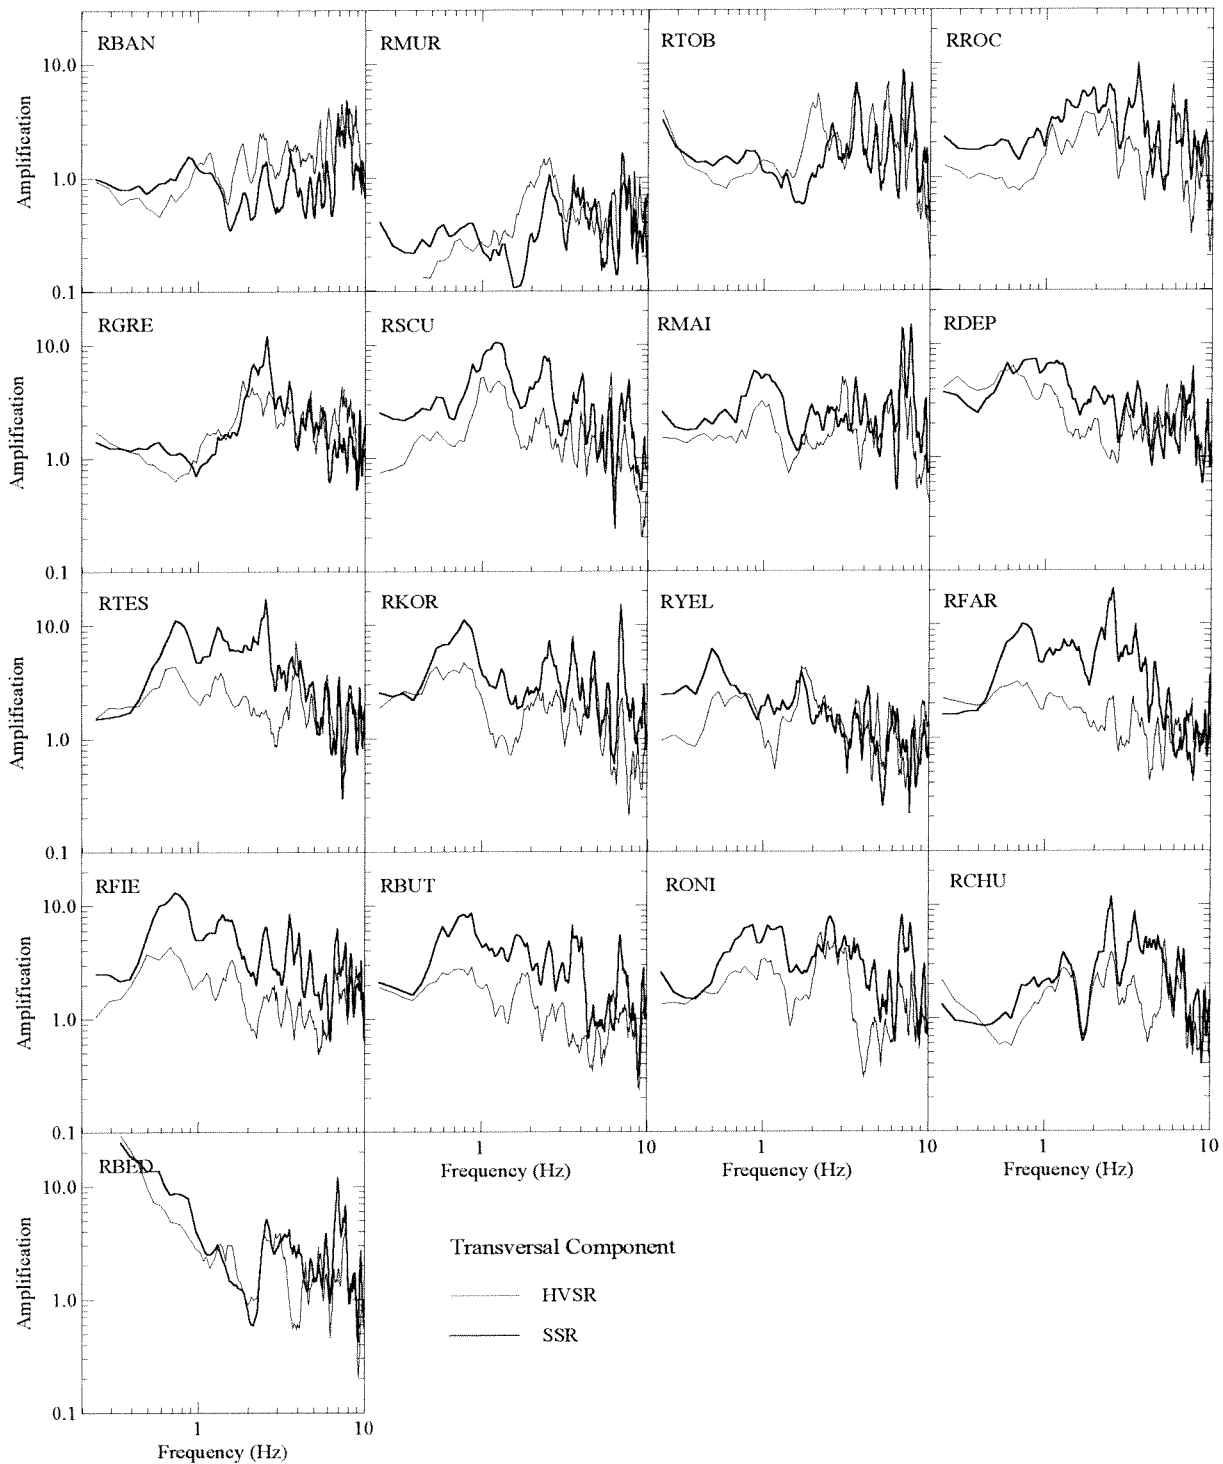 RBAN
RMUR
RTOB
RROC
10.0
1.0
0.1
Amplification
RGRE
RSCU
RMAI
RDEP
10.0
1.0
0.1
Amplification
RTES
RKOR
RYEL
RFAR
10.0
1.0
0.1
Amplification
RFIE
RBUT
RONI
RCHU
10.0
1.0
0.1
Amplification
1
10
1
10
1
10
Frequency (Hz)
Frequency (Hz)
Frequency (Hz)
RBED
10.0
1.0
0.1
Amplification
1
10
Frequency (Hz)
Transversal Component
HVSR
SSR